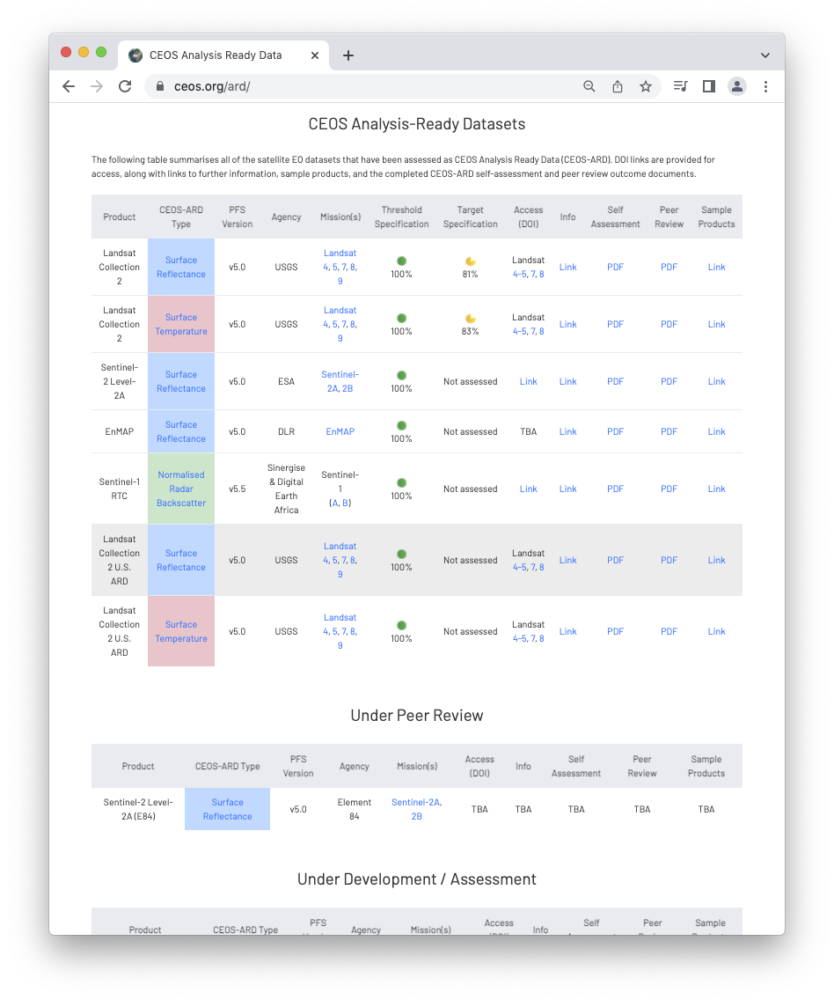 CEOS Analysis Ready Data
ceos.org/ard/
CEOS Analysis-Ready Datasets
The following table summarises all of the satellite EO datasets that have been assessed as CEOS Analysis Ready Data (CEOS-ARD). DOI links are provided for
access, along with links to further information, sample products, and the completed CEOS-ARD self-assessment and peer review outcome documents.
Product CEOS-ARD Type PFS Version Agency Mission(s) Threshold Specification Target Specification Access (DOI) Info Self Assessment Peer Review Sample Products
Landsat Collection 2 Surface Reflectance v5.0 USGS Landsat 4, 5, 7, 8, 9 100% 81% Landsat 4-5, 7, 8 Link PDF PDF Link
Landsat Collection 2 Surface Temperature v5.0 USGS Landsat 4, 5, 7, 8, 9 100% 83% Landsat 4-5, 7, 8 Link PDF PDF Link
Sentinel-2 Level-2A Surface Reflectance v5.0 ESA Sentinel-2A, 2B 100% Not assessed Link Link PDF PDF Link
EnMAP Surface Reflectance v5.0 DLR EnMAP 100% Not assessed TBA Link PDF PDF Link
Sentinel-1 RTC Normalised Radar Backscatter v5.5 Sinergise & Digital Earth Africa Sentinel-1 (A, B) 100% Not assessed Link Link PDF PDF Link
Landsat Collection 2 U.S. ARD Surface Reflectance v5.0 USGS Landsat 4, 5, 7, 8, 9 100% Not assessed Landsat 4-5, 7, 8 Link PDF PDF Link
Landsat Collection 2 U.S. ARD Surface Temperature v5.0 USGS Landsat 4, 5, 7, 8, 9 100% Not assessed Landsat 4-5, 7, 8 Link PDF PDF Link
Under Peer Review
Product CEOS-ARD Type PFS Version Agency Mission(s) Access (DOI) Info Self Assessment Peer Review Sample Products
Sentinel-2 Level-2A (E84) Surface Reflectance v5.0 Element 84 Sentinel-2A, 2B TBA TBA TBA TBA TBA
Under Development / Assessment
Product CEOS-ARD Type PFS Agency Mission(s) Access Info Self Peer Sample